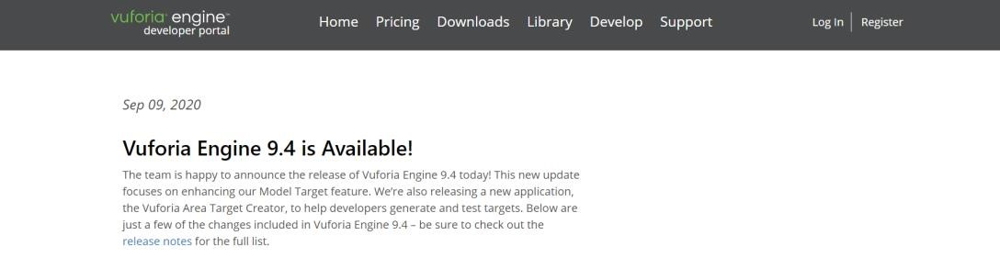 vuforia engine™
developer portal
Home Pricing Downloads Library Develop Support
Log In Register
Sep 09, 2020
Vuforia Engine 9.4 is Available!
The team is happy to announce the release of Vuforia Engine 9.4 today! This new update
focuses on enhancing our Model Target feature. We’re also releasing a new application,
the Vuforia Area Target Creator, to help developers generate and test targets. Below are
just a few of the changes included in Vuforia Engine 9.4 – be sure to check out the
release notes for the full list.